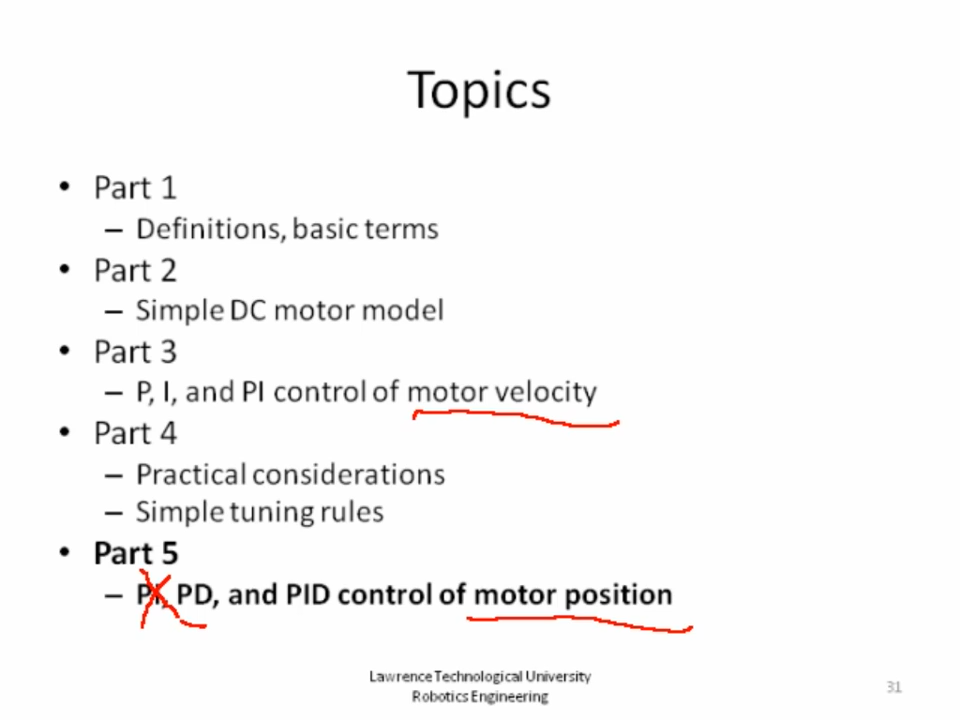 Topics
• Part 1
– Definitions, basic terms
• Part 2
– Simple DC motor model
• Part 3
– P, I, and PI control of motor velocity
• Part 4
– Practical considerations
– Simple tuning rules
• Part 5
– PI, PD, and PID control of motor position
Lawrence Technological University
Robotics Engineering
31